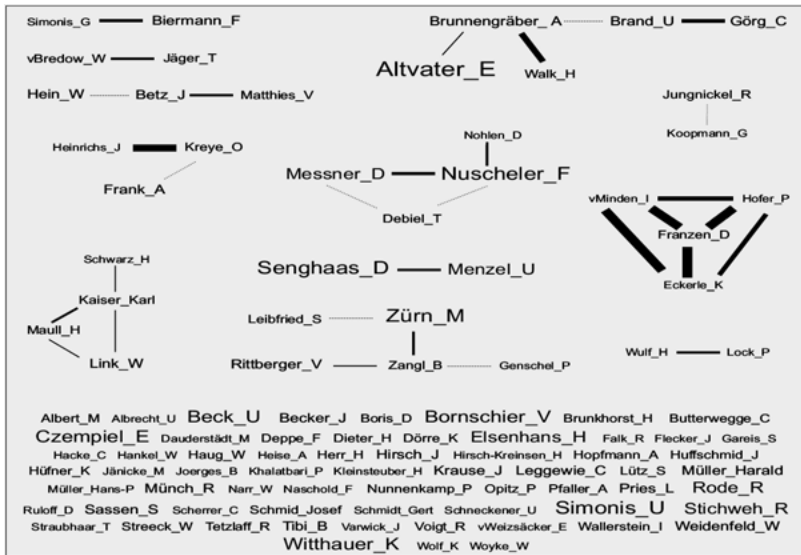 Simonis_G Biermann_F Brunnengräber_A Brand_U Görg_C
vBredow_W Jäger_T Altvater_E Walk_H
Hein_W Betz_J Matthies_V Jungnickel_R
Koopmann_G
Heinrichs_J Kreye_O Nohlen_D
Frank_A Messner_D Nuscheler_F
Debiel_T vMinden_I Hofer_P
Franzen_D
Schwarz_H Senghaas_D Menzel_U Eckerle_K
Kaiser_Karl
Maull_H Leibfried_S Zürn_M
Link_W Rittberger_V Zangl_B Genschel_P Wulf_H Lock_P
Albert_M Albrecht_U Beck_U Becker_J Boris_D Bornschier_V Brunkhorst_H Butterwegge_C
Czempiel_E Dauderstädt_M Deppe_F Dieter_H Dörre_K Elsenhans_H Falk_R Flecker_J Gareis_S
Hacke_C Hankel_W Haug_W Heise_A Herr_H Hirsch_J Hirsch-Kreinsen_H Hopfmann_A Huffschmid_J
Hüfner_K Jänicke_M Joerges_B Khalatbari_P Kleinsteuber_H Krause_J Leggewie_C Lütz_S Müller_Harald
Müller_Hans-P Münch_R Narr_W Naschold_F Nunnenkamp_P Opitz_P Pfaller_A Pries_L Rode_R
Ruloff_D Sassen_S Scherrer_C Schmid_Josef Schmidt_Gert Schneckener_U Simonis_U Stichweh_R
Straubhaar_T Streeck_W Tetzlaff_R Tibi_B Varwick_J Voigt_R vWeizsäcker_E Wallerstein_I Weidenfeld_W
Witthauer_K Wolf_K Woyke_W